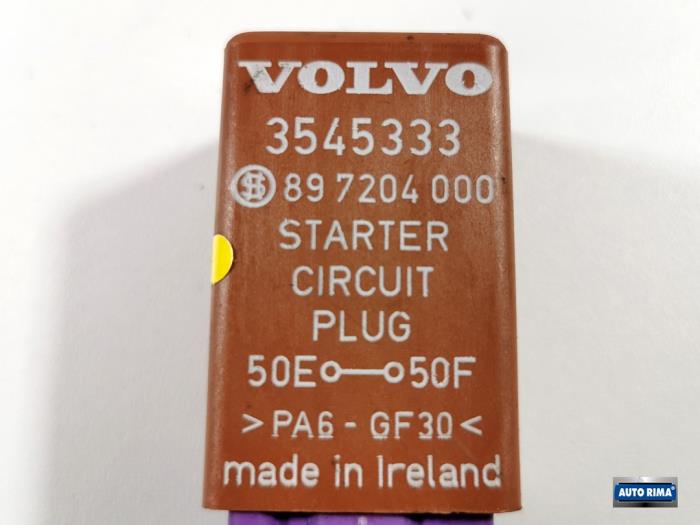 VOLVO
3545333
89 7204 000
STARTER
CIRCUIT
PLUG
50E 50F
>PA6-GF30<
made in Ireland
AUTO RIMA